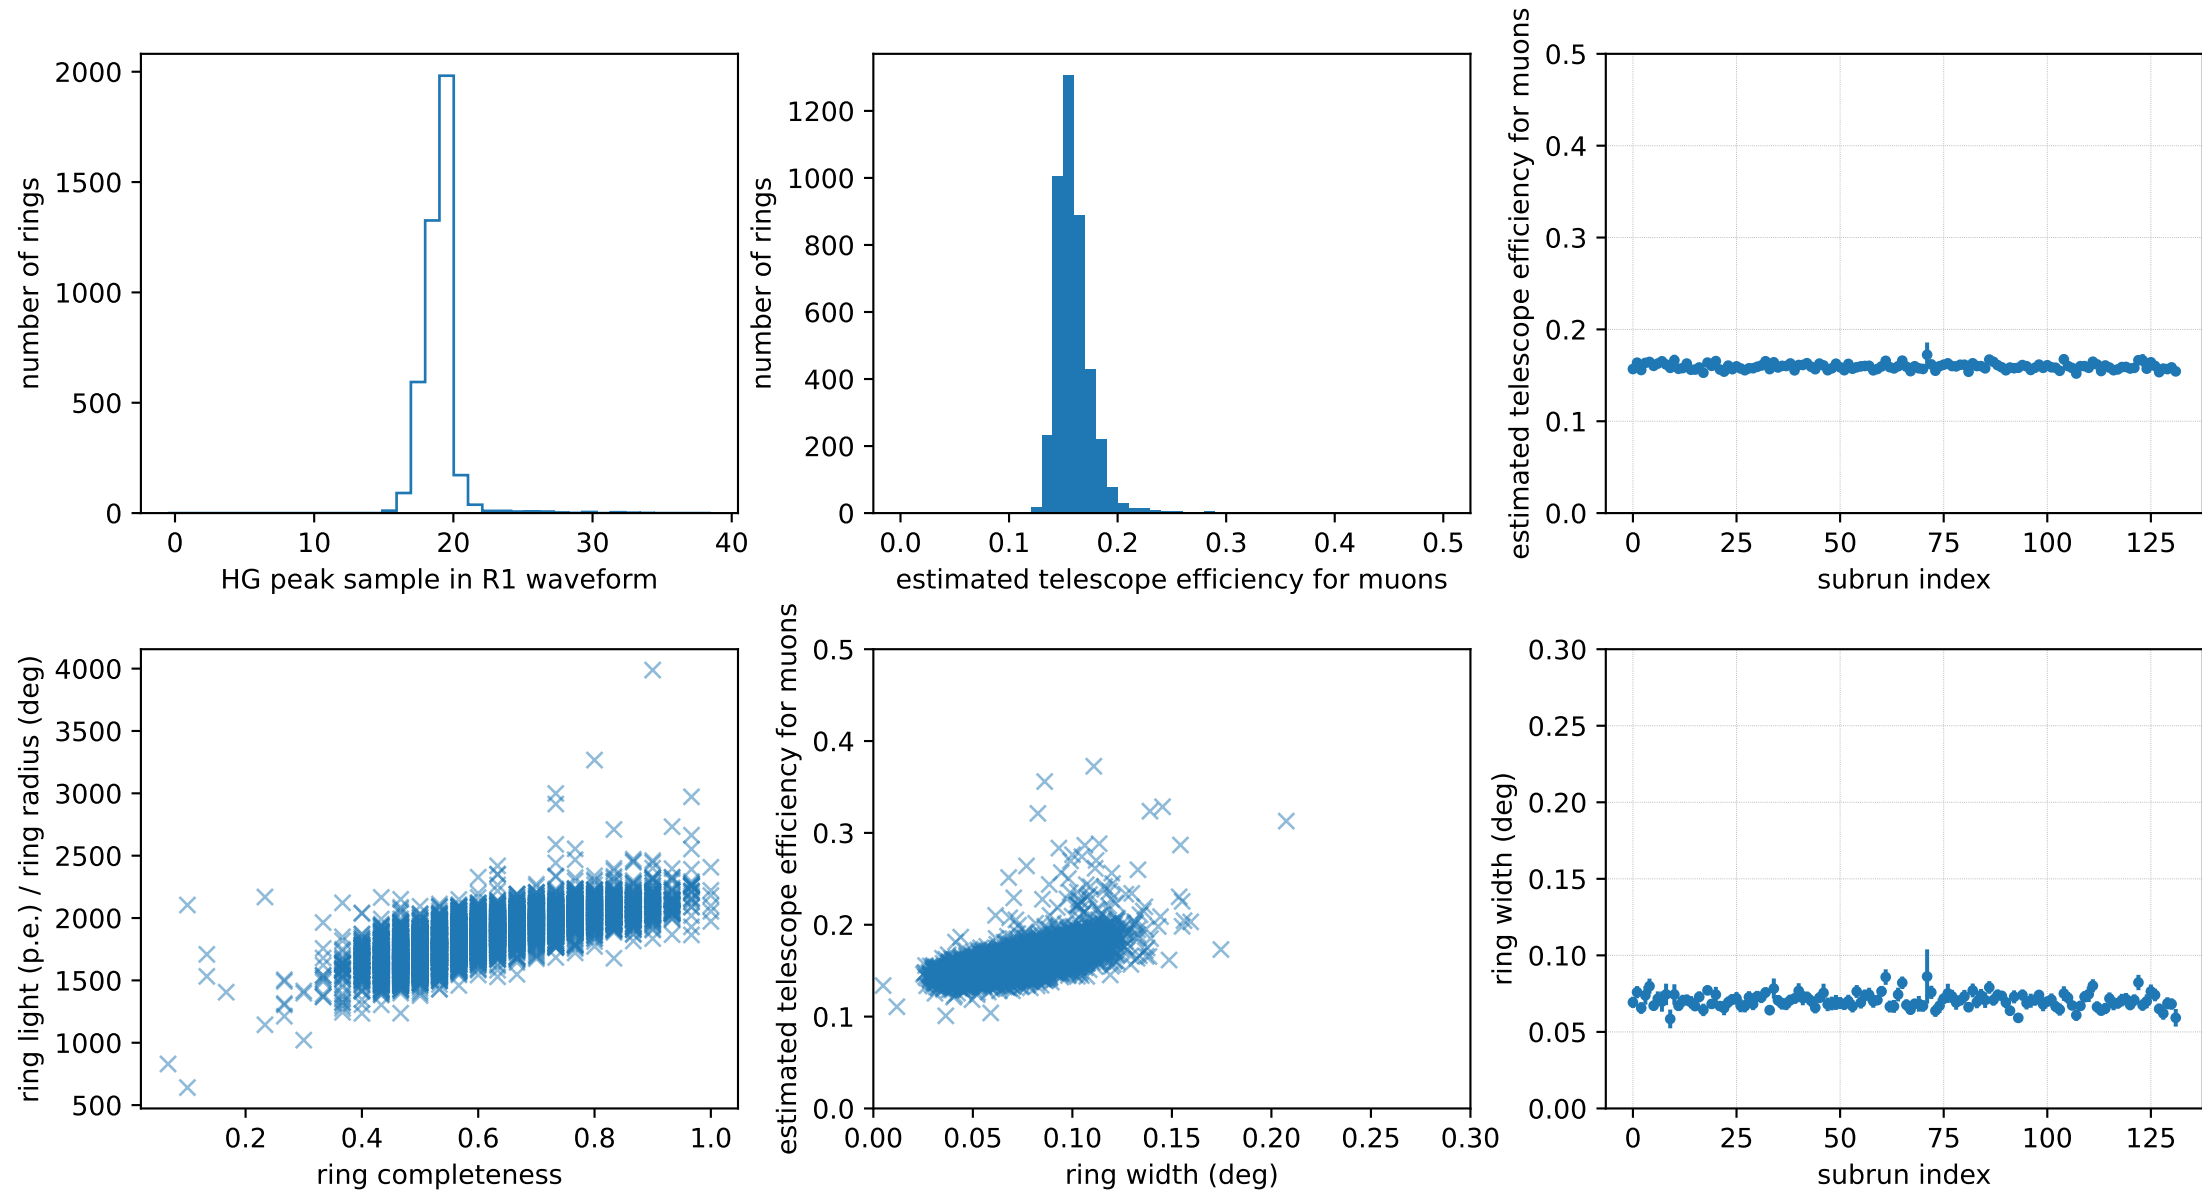 number of rings
2000
1500
1000
500
0
0 10 20 30 40
HG peak sample in R1 waveform
number of rings
1200
1000
800
600
400
200
0
0.0 0.1 0.2 0.3 0.4 0.5
estimated telescope efficiency for muons
estimated telescope efficiency for muons
0.5
0.4
0.3
0.2
0.1
0.0
0 25 50 75 100 125
subrun index
ring light (p.e.) / ring radius (deg)
4000
3500
3000
2500
2000
1500
1000
500
0.2 0.4 0.6 0.8 1.0
ring completeness
estimated telescope efficiency for muons
0.5
0.4
0.3
0.2
0.1
0.0
0.00 0.05 0.10 0.15 0.20 0.25 0.30
ring width (deg)
ring width (deg)
0.30
0.25
0.20
0.15
0.10
0.05
0.00
0 25 50 75 100 125
subrun index